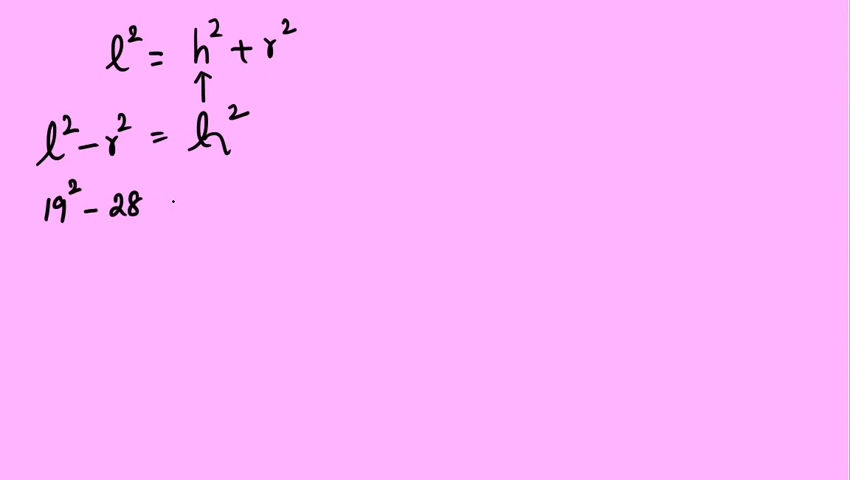 l² = h² + r²
↑
l² - r² = h²
19² - 28